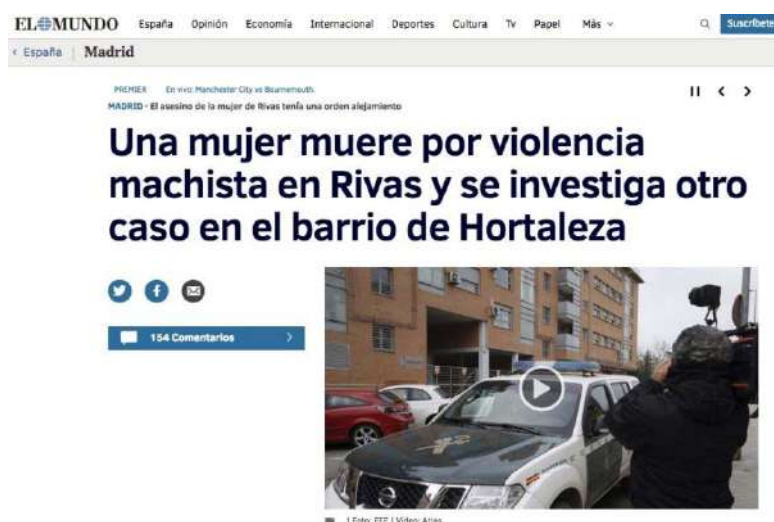 EL MUNDO España Opinión Economía Internacional Deportes Cultura Tv Papel Más Suscríbete
España Madrid
PREMIER En vivo: Manchester City vs Bournemouth
MADRID - El asesino de la mujer de Rivas tenía una orden alejamiento
Una mujer muere por violencia
machista en Rivas y se investiga otro
caso en el barrio de Hortaleza
154 Comentarios
1 Foto: EFE | Vídeo: Atlas